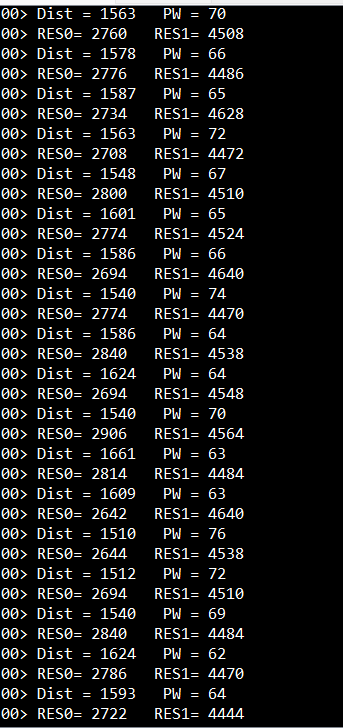 00> Dist = 1563   PW = 70
00> RES0= 2760   RES1= 4508
00> Dist = 1578   PW = 66
00> RES0= 2776   RES1= 4486
00> Dist = 1587   PW = 65
00> RES0= 2734   RES1= 4628
00> Dist = 1563   PW = 72
00> RES0= 2708   RES1= 4472
00> Dist = 1548   PW = 67
00> RES0= 2800   RES1= 4510
00> Dist = 1601   PW = 65
00> RES0= 2774   RES1= 4524
00> Dist = 1586   PW = 66
00> RES0= 2694   RES1= 4640
00> Dist = 1540   PW = 74
00> RES0= 2774   RES1= 4470
00> Dist = 1586   PW = 64
00> RES0= 2840   RES1= 4538
00> Dist = 1624   PW = 64
00> RES0= 2694   RES1= 4548
00> Dist = 1540   PW = 70
00> RES0= 2906   RES1= 4564
00> Dist = 1661   PW = 63
00> RES0= 2814   RES1= 4484
00> Dist = 1609   PW = 63
00> RES0= 2642   RES1= 4640
00> Dist = 1510   PW = 76
00> RES0= 2644   RES1= 4538
00> Dist = 1512   PW = 72
00> RES0= 2694   RES1= 4510
00> Dist = 1540   PW = 69
00> RES0= 2840   RES1= 4484
00> Dist = 1624   PW = 62
00> RES0= 2786   RES1= 4470
00> Dist = 1593   PW = 64
00> RES0= 2722   RES1= 4444